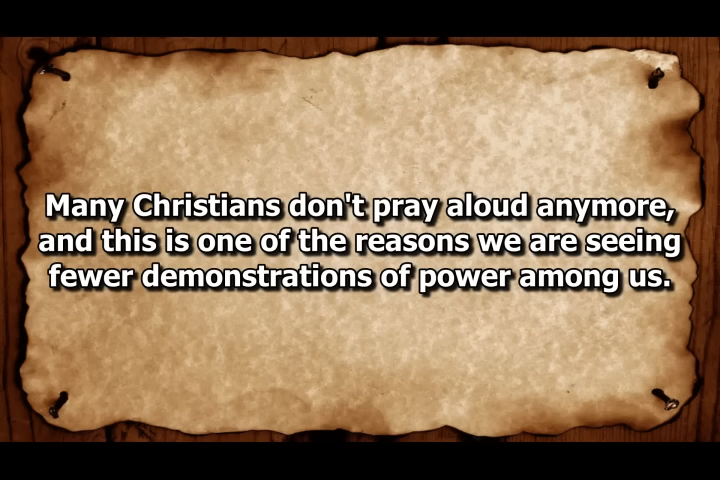 Many Christians don't pray aloud anymore,
and this is one of the reasons we are seeing
fewer demonstrations of power among us.